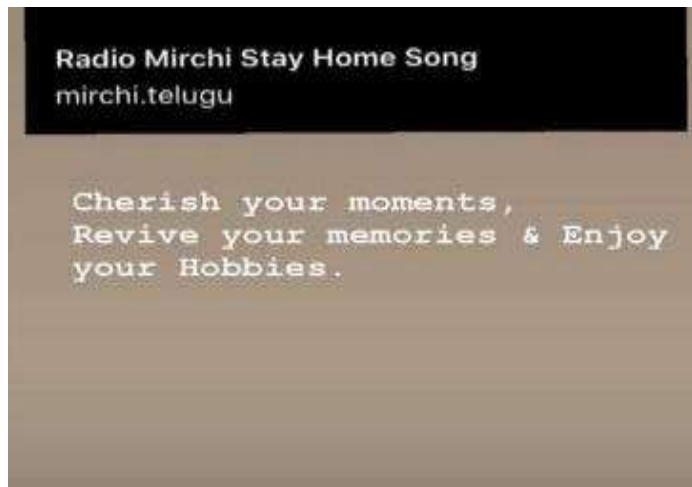 Radio Mirchi Stay Home Song
mirchi.telugu
Cherish your moments,
Revive your memories & Enjoy
your Hobbies.